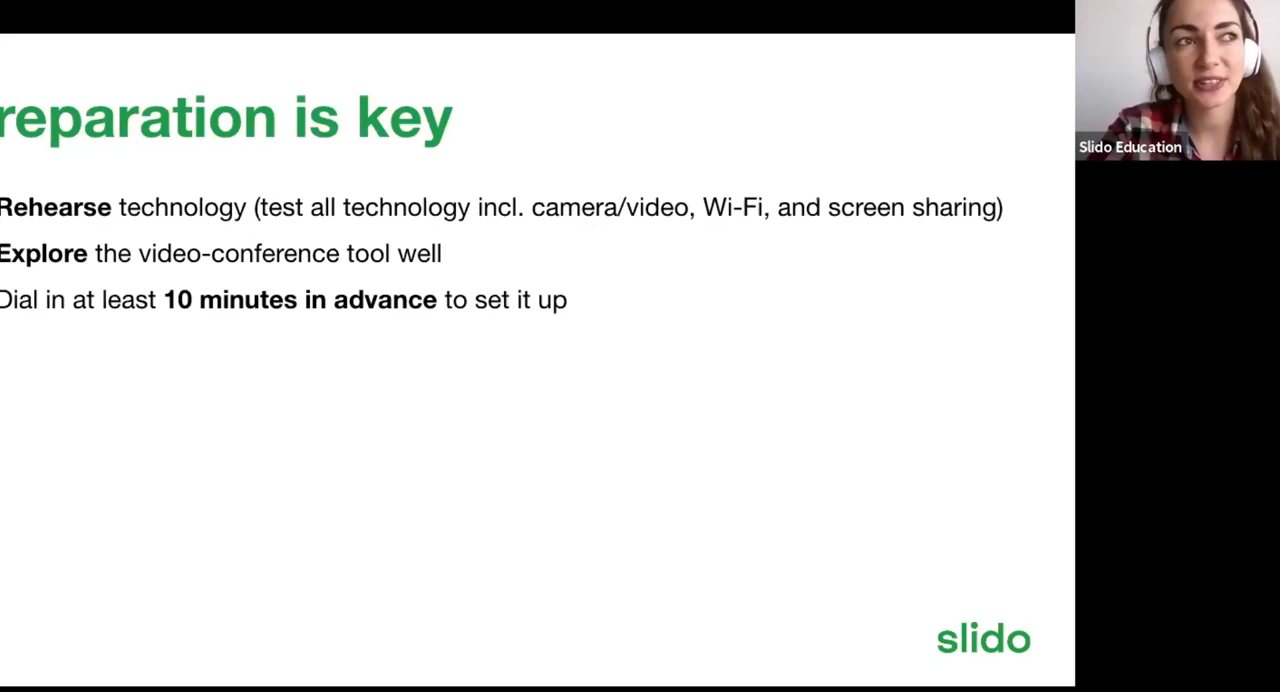 reparation is key
Rehearse technology (test all technology incl. camera/video, Wi-Fi, and screen sharing)
Explore the video-conference tool well
Dial in at least 10 minutes in advance to set it up
slido
Slido Education